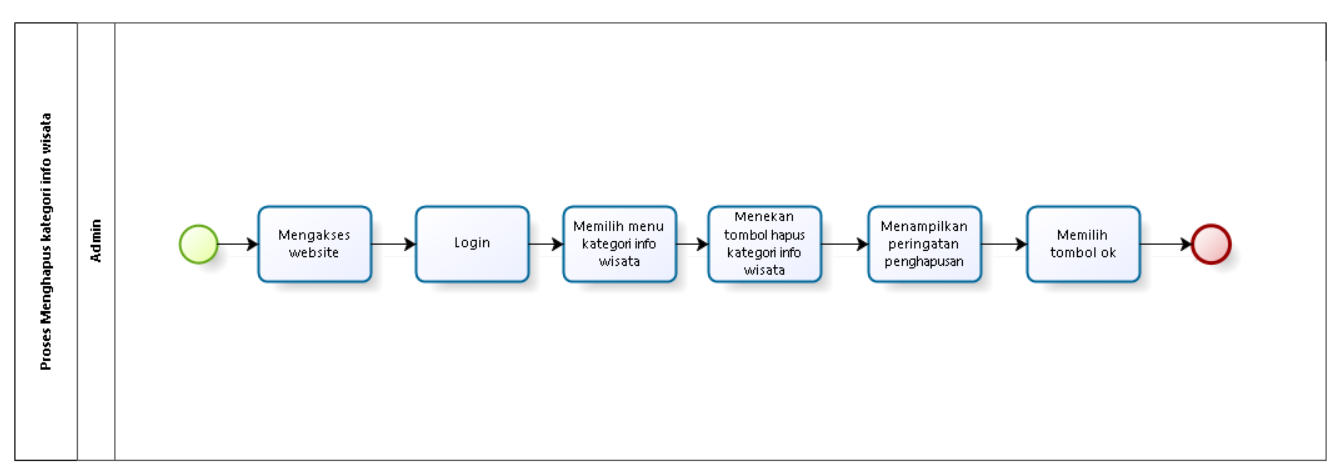 Proses Menghapus kategori info wisata
Admin
Mengakses
website
Login
Memilih menu
kategori info
wisata
Menekan
tombol hapus
kategori info
wisata
Menampilkan
peringatan
penghapusan
Memilih
tombol ok